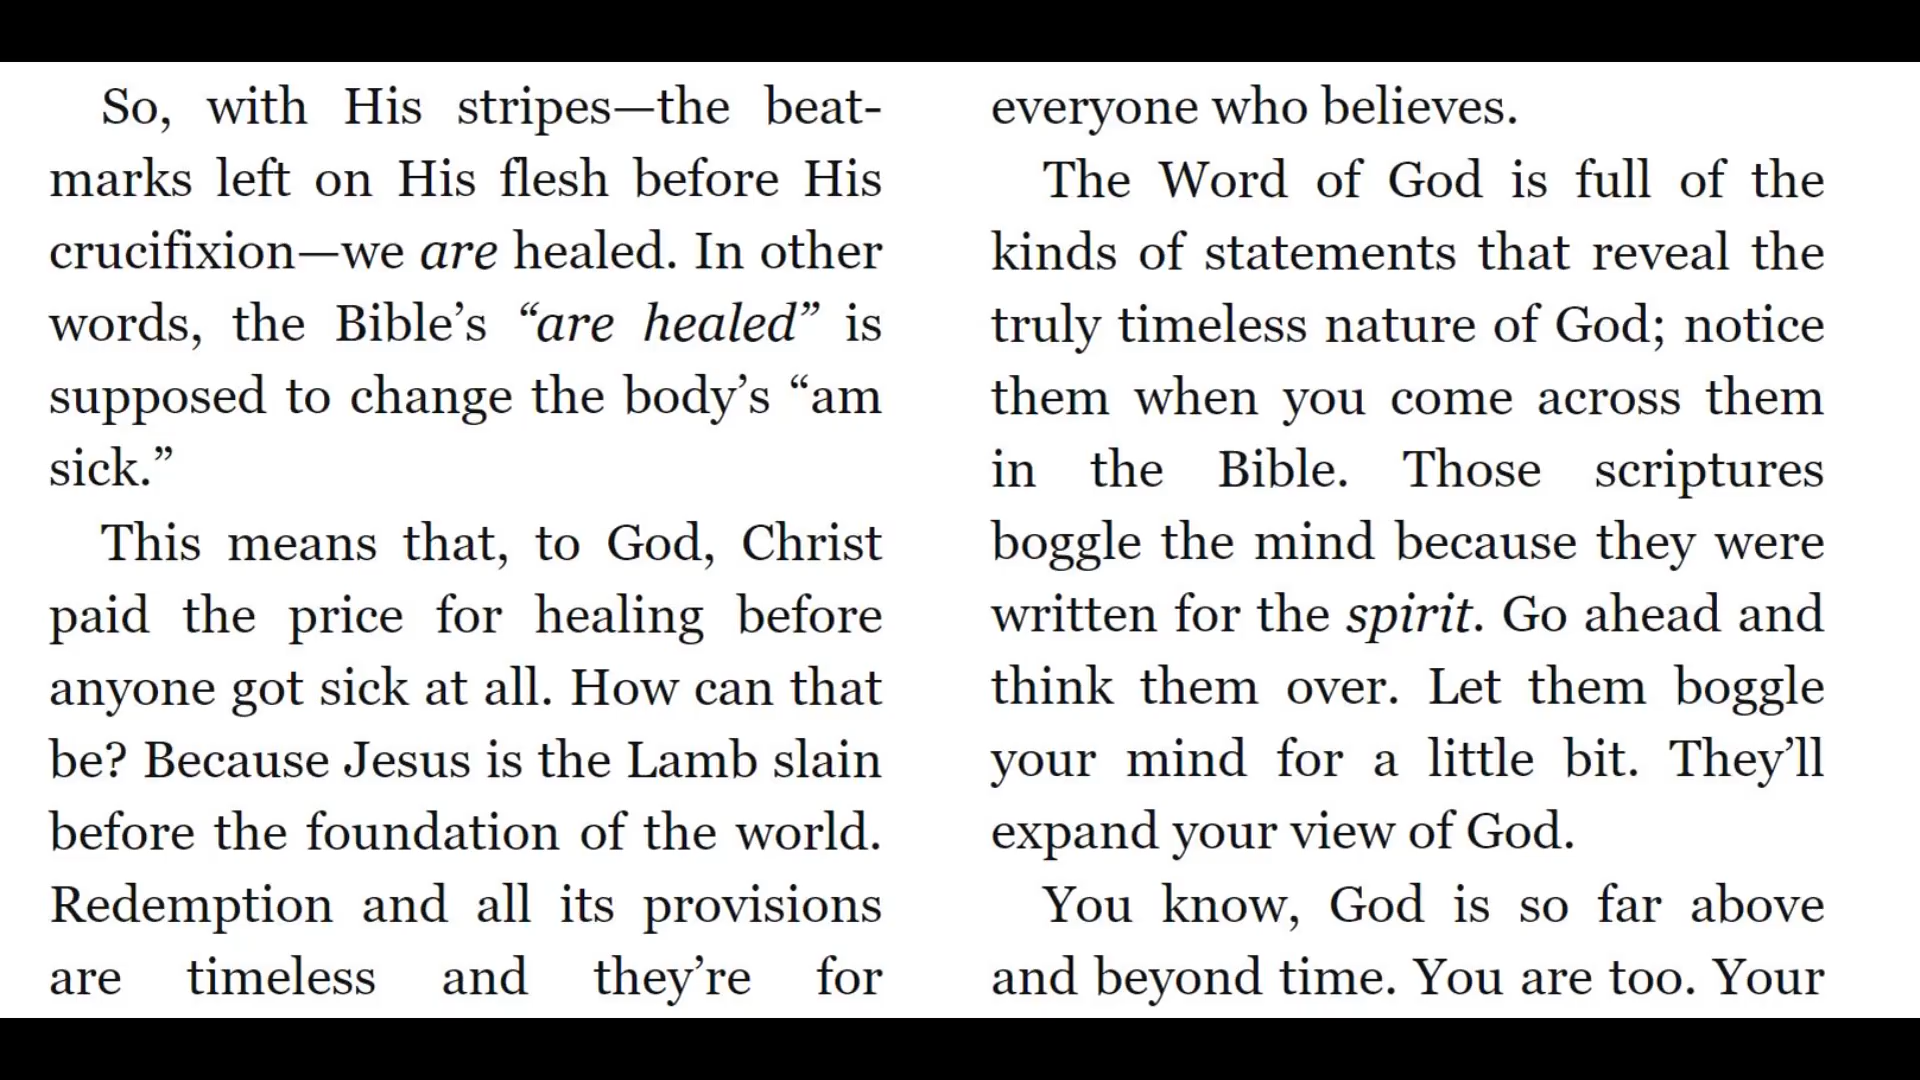 So, with His stripes—the beat-
marks left on His flesh before His
crucifixion—we are healed. In other
words, the Bible’s “are healed” is
supposed to change the body’s “am
sick.”
This means that, to God, Christ
paid the price for healing before
anyone got sick at all. How can that
be? Because Jesus is the Lamb slain
before the foundation of the world.
Redemption and all its provisions
are timeless and they’re for
everyone who believes.
The Word of God is full of the
kinds of statements that reveal the
truly timeless nature of God; notice
them when you come across them
in the Bible. Those scriptures
boggle the mind because they were
written for the spirit. Go ahead and
think them over. Let them boggle
your mind for a little bit. They’ll
expand your view of God.
You know, God is so far above
and beyond time. You are too. Your